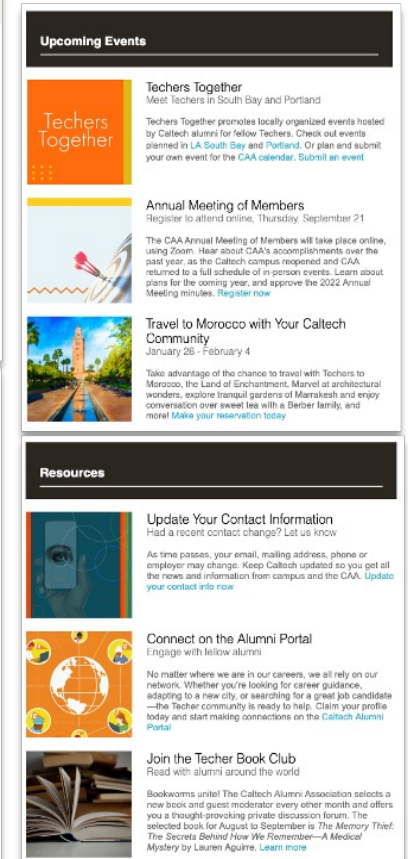 Upcoming Events
Techers
Together
Techers Together
Meet Techers in South Bay and Portland
Techers Together promotes locally organized events hosted
by Caltech alumni for fellow Techers. Check out events
planned in LA South Bay and Portland. Or plan and submit
your own event for the CAA calendar. Submit an event
Annual Meeting of Members
Register to attend online, Thursday, September 21
The CAA Annual Meeting of Members will take place online,
using Zoom. Hear about CAA's accomplishments over the
past year, as the Caltech campus reopened and CAA
returned to a full schedule of in-person events. Learn about
plans for the coming year, and approve the 2022 Annual
Meeting minutes. Register now
Travel to Morocco with Your Caltech
Community
January 26 - February 4
Take advantage of the chance to travel with Techers to
Morocco, the Land of Enchantment. Marvel at architectural
wonders, explore tranquil gardens of Marrakesh and enjoy
conversation over sweet tea with a Berber family, and
more! Make your reservation today
Resources
Update Your Contact Information
Had a recent contact change? Let us know
As time passes, your email, mailing address, phone or
employer may change. Keep Caltech updated so you get all
the news and information from campus and the CAA. Update
your contact info now
Connect on the Alumni Portal
Engage with fellow alumni
No matter where we are in our careers, we all rely on our
network. Whether you're looking for career guidance,
adapting to a new city, or searching for a great job candidate
—the Techer community is ready to help. Claim your profile
today and start making connections on the Caltech Alumni
Portal
Join the Techer Book Club
Read with alumni around the world
Bookworms unite! The Caltech Alumni Association selects a
new book and guest moderator every other month and offers
you a thought-provoking private discussion forum. The
selected book for August to September is The Memory Thief:
The Secrets Behind How We Remember—A Medical
Mystery by Lauren Aguirre. Learn more